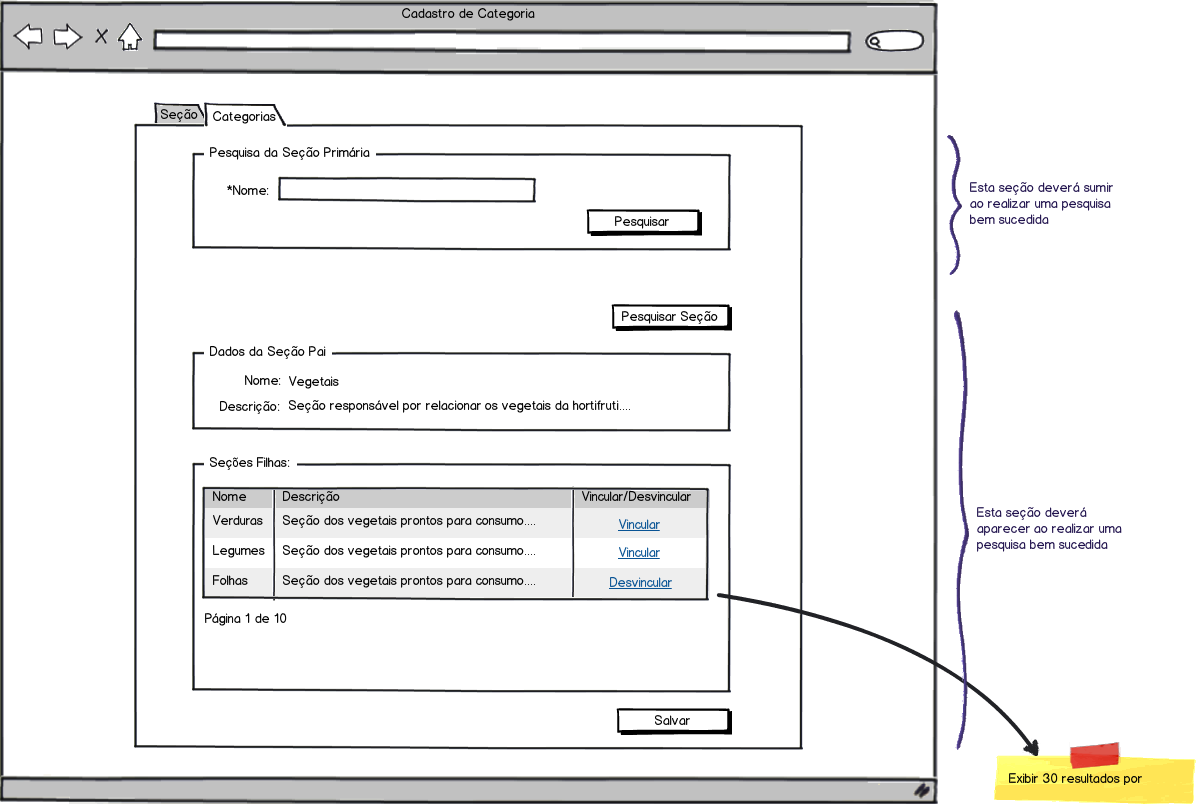 Cadastro de Categoria
Seção
Categorias
Pesquisa da Seção Primária
*Nome:
Pesquisar
Esta seção deverá sumir
ao realizar uma pesquisa
bem sucedida
Pesquisar Seção
Dados da Seção Pai
Nome: Vegetais
Descrição: Seção responsável por relacionar os vegetais da hortifruti....
Seções Filhas:
Nome Descrição Vincular/Desvincular
Verduras Seção dos vegetais prontos para consumo.... Vincular
Legumes Seção dos vegetais prontos para consumo.... Vincular
Folhas Seção dos vegetais prontos para consumo.... Desvincular
Página 1 de 10
Esta seção deverá
aparecer ao realizar uma
pesquisa bem sucedida
Salvar
Exibir 30 resultados por